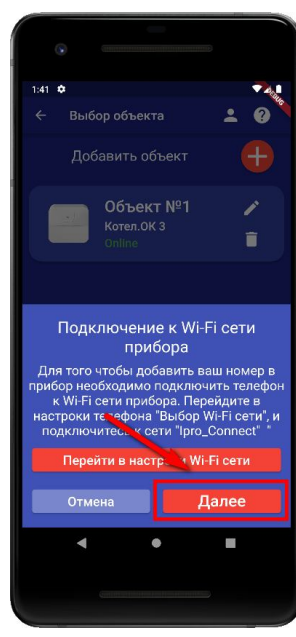 1:41
DEBUG
Выбор объекта
Добавить объект
Объект №1
Котел.ОК 3
Online
Подключение к Wi-Fi сети
прибора
Для того чтобы добавить ваш номер в
прибор необходимо подключить телефон
к Wi-Fi сети прибора. Перейдите в
настроки телефона "Выбор Wi-Fi сети", и
подключитесь к сети "Ipro_Connect" "
Перейти в настройки Wi-Fi сети
Отмена
Далее